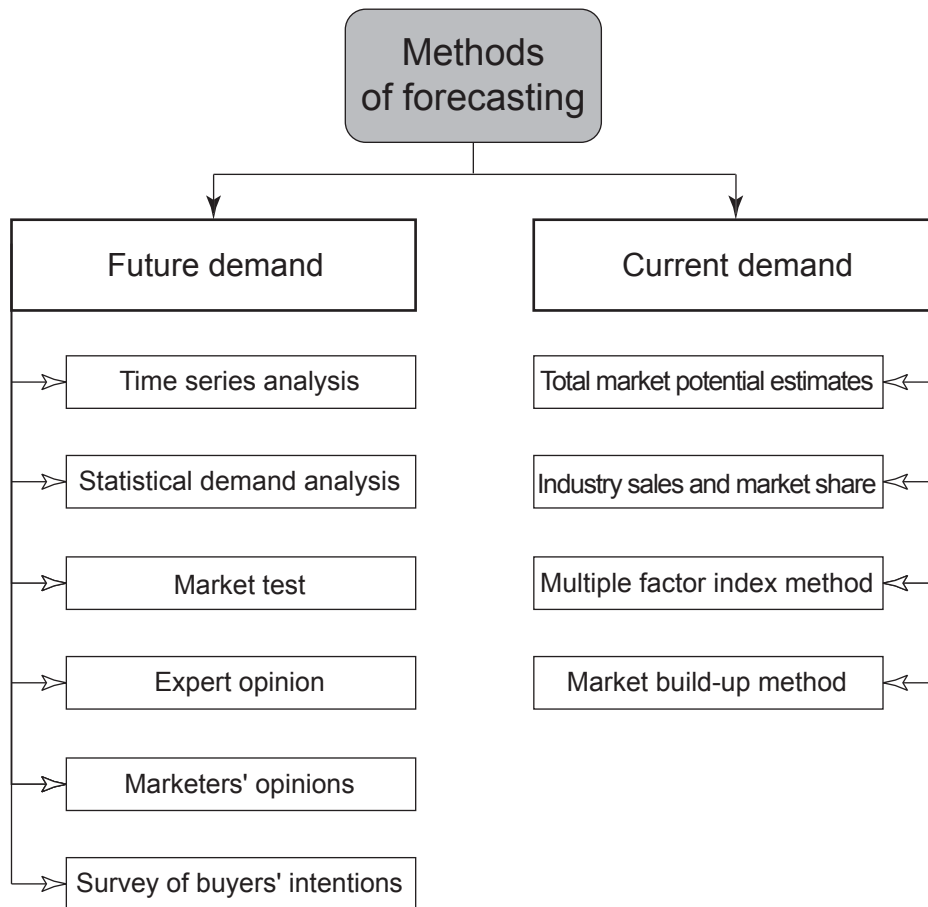 Methods
of forecasting
Future demand
Time series analysis
Statistical demand analysis
Market test
Expert opinion
Marketers' opinions
Survey of buyers' intentions
Current demand
Total market potential estimates
Industry sales and market share
Multiple factor index method
Market build-up method